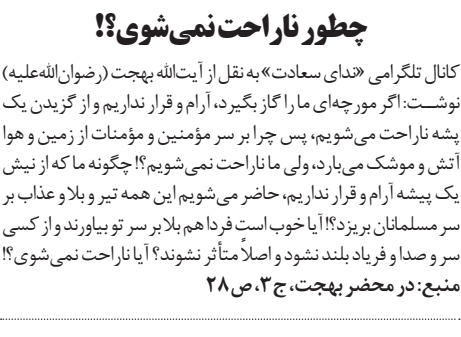 چطور ناراحت نمی‌شوی؟!
کانال تلگرامی «ندای سعادت» به نقل از آیت‌الله بهجت (رضوان‌الله‌علیه)
نوشت: اگر مورچه‌ای ما را گاز بگیرد، آرام و قرار نداریم و از گزیدن یک
پشه ناراحت می‌شویم، پس چرا بر سر مؤمنین و مؤمنات از زمین و هوا
آتش و موشک می‌بارد، ولی ما ناراحت نمی‌شویم؟! چگونه ما که از نیش
یک پیشه آرام و قرار نداریم، حاضر می‌شویم این همه تیر و بلا و عذاب بر
سر مسلمانان بریزد؟! آیا خوب است فردا هم بلا بر سر تو بیاورند و از کسی
سر و صدا و فریاد بلند نشود و اصلاً متأثر نشوند؟ آیا ناراحت نمی‌شوی؟!
منبع: در محضر بهجت، ج۳، ص۲۸